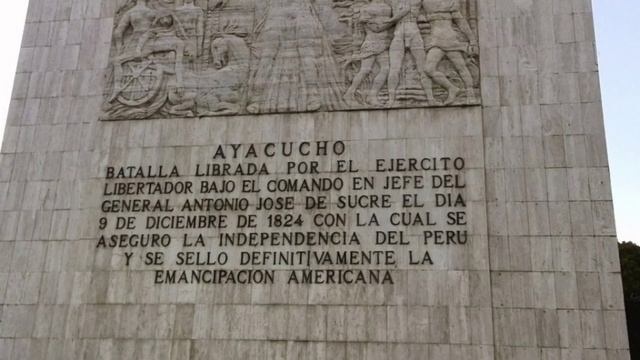 AYACUCHO
BATALLA LIBRADA POR EL EJERCITO
LIBERTADOR BAJO EL COMANDO EN JEFE DEL
GENERAL ANTONIO JOSE DE SUCRE EL DIA
9 DE DICIEMBRE DE 1824 CON LA CUAL SE
ASEGURO LA INDEPENDENCIA DEL PERU
Y SE SELLO DEFINITIVAMENTE LA
EMANCIPACION AMERICANA